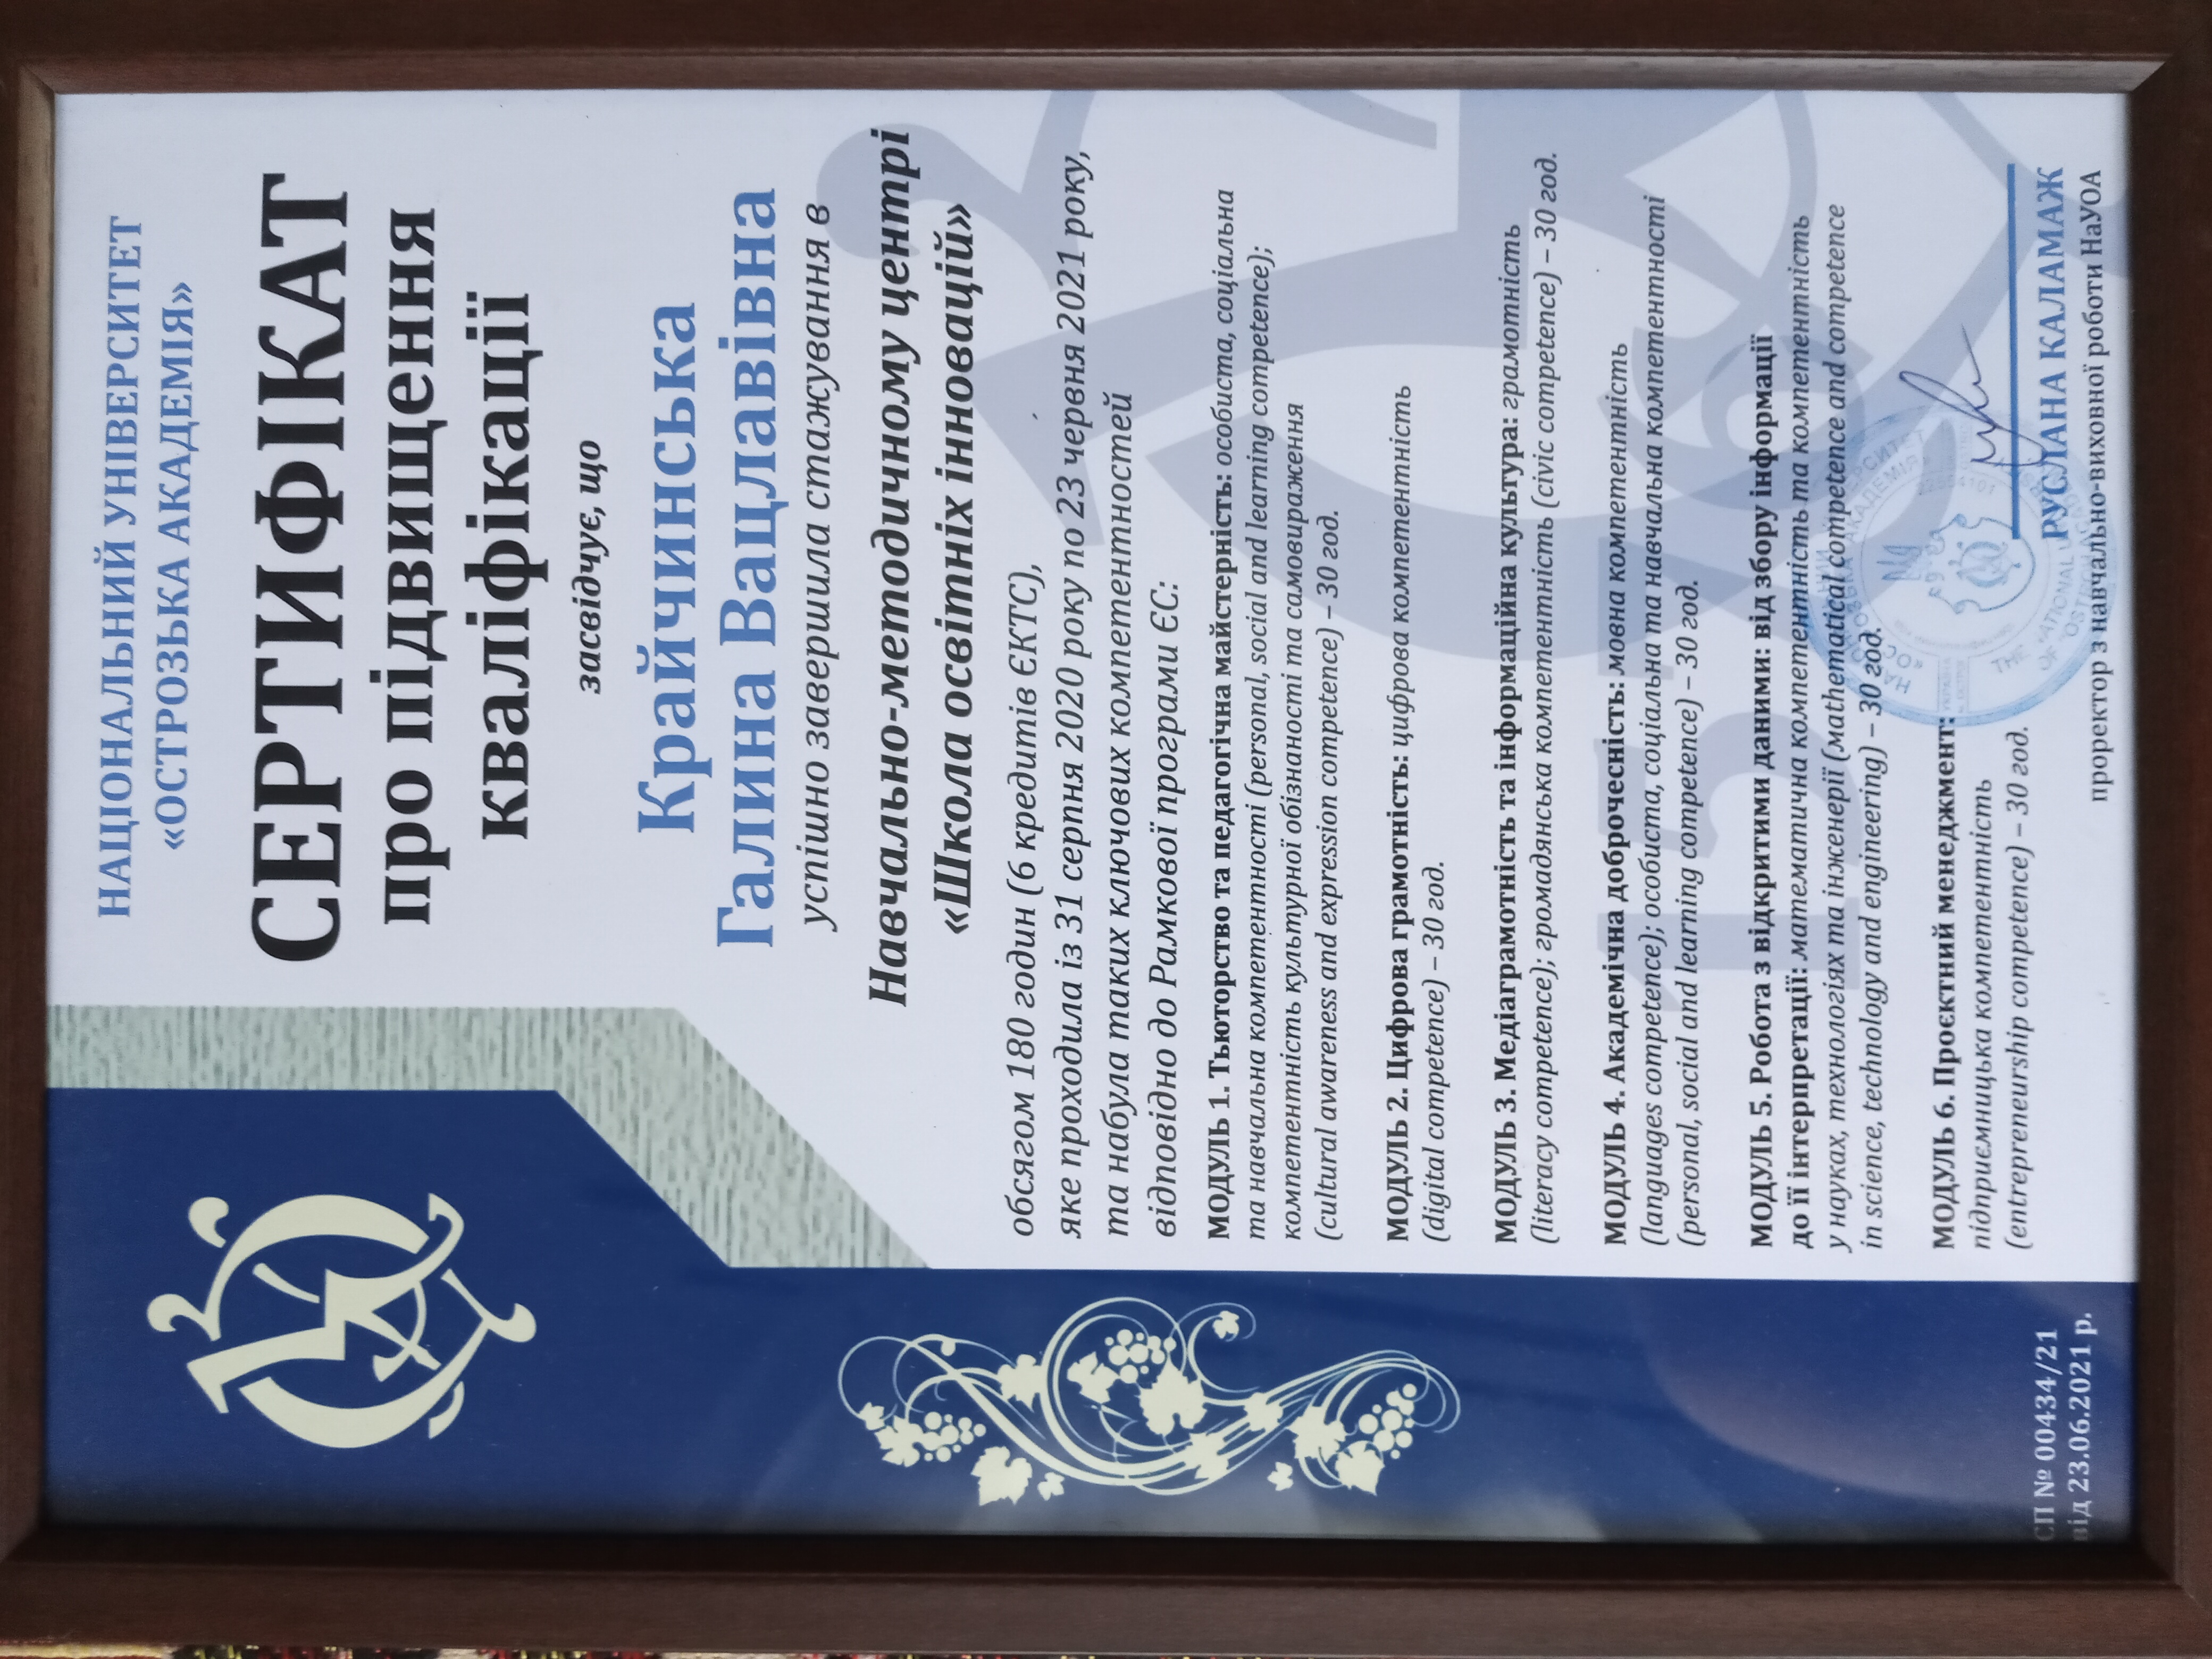 НАЦІОНАЛЬНИЙ УНІВЕРСИТЕТ
«ОСТРОЗЬКА АКАДЕМІЯ»
СЕРТИФІКАТ
про підвищення
кваліфікації
засвідчує, що
Крайчинська
Галина Вацлавівна
успішно завершила стажування в
Навчально-методичному центрі
«Школа освітніх інновацій»
обсягом 180 годин (6 кредитів ЄКТС),
яке проходила із 31 серпня 2020 року по 23 червня 2021 року,
та набула таких ключових компетентностей
відповідно до Рамкової програми ЄС:
МОДУЛЬ 1. Тьюторство та педагогічна майстерність: особиста, соціальна
та навчальна компетентності (personal, social and learning competence);
компетентність культурної обізнаності та самовираження
(cultural awareness and expression competence) – 30 год.
МОДУЛЬ 2. Цифрова грамотність: цифрова компетентність
(digital competence) – 30 год.
МОДУЛЬ 3. Медіаграмотність та інформаційна культура: грамотність
(literacy competence); громадянська компетентність (civic competence) – 30 год.
МОДУЛЬ 4. Академічна доброчесність: мовна компетентність
(languages competence); особиста, соціальна та навчальна компетентності
(personal, social and learning competence) – 30 год.
МОДУЛЬ 5. Робота з відкритими даними: від збору інформації
до її інтерпретації: математична компетентність та компетентність
у науках, технологіях та інженерії (mathematical competence and competence
in science, technology and engineering) – 30 год.
МОДУЛЬ 6. Проєктний менеджмент:
підприємницька компетентність
(entrepreneurship competence) – 30 год.
РУСЛАНА КАЛАМАЖ
проректор з навчально-виховної роботи НаУОА
СП № 00434/21
від 23.06.2021 р.